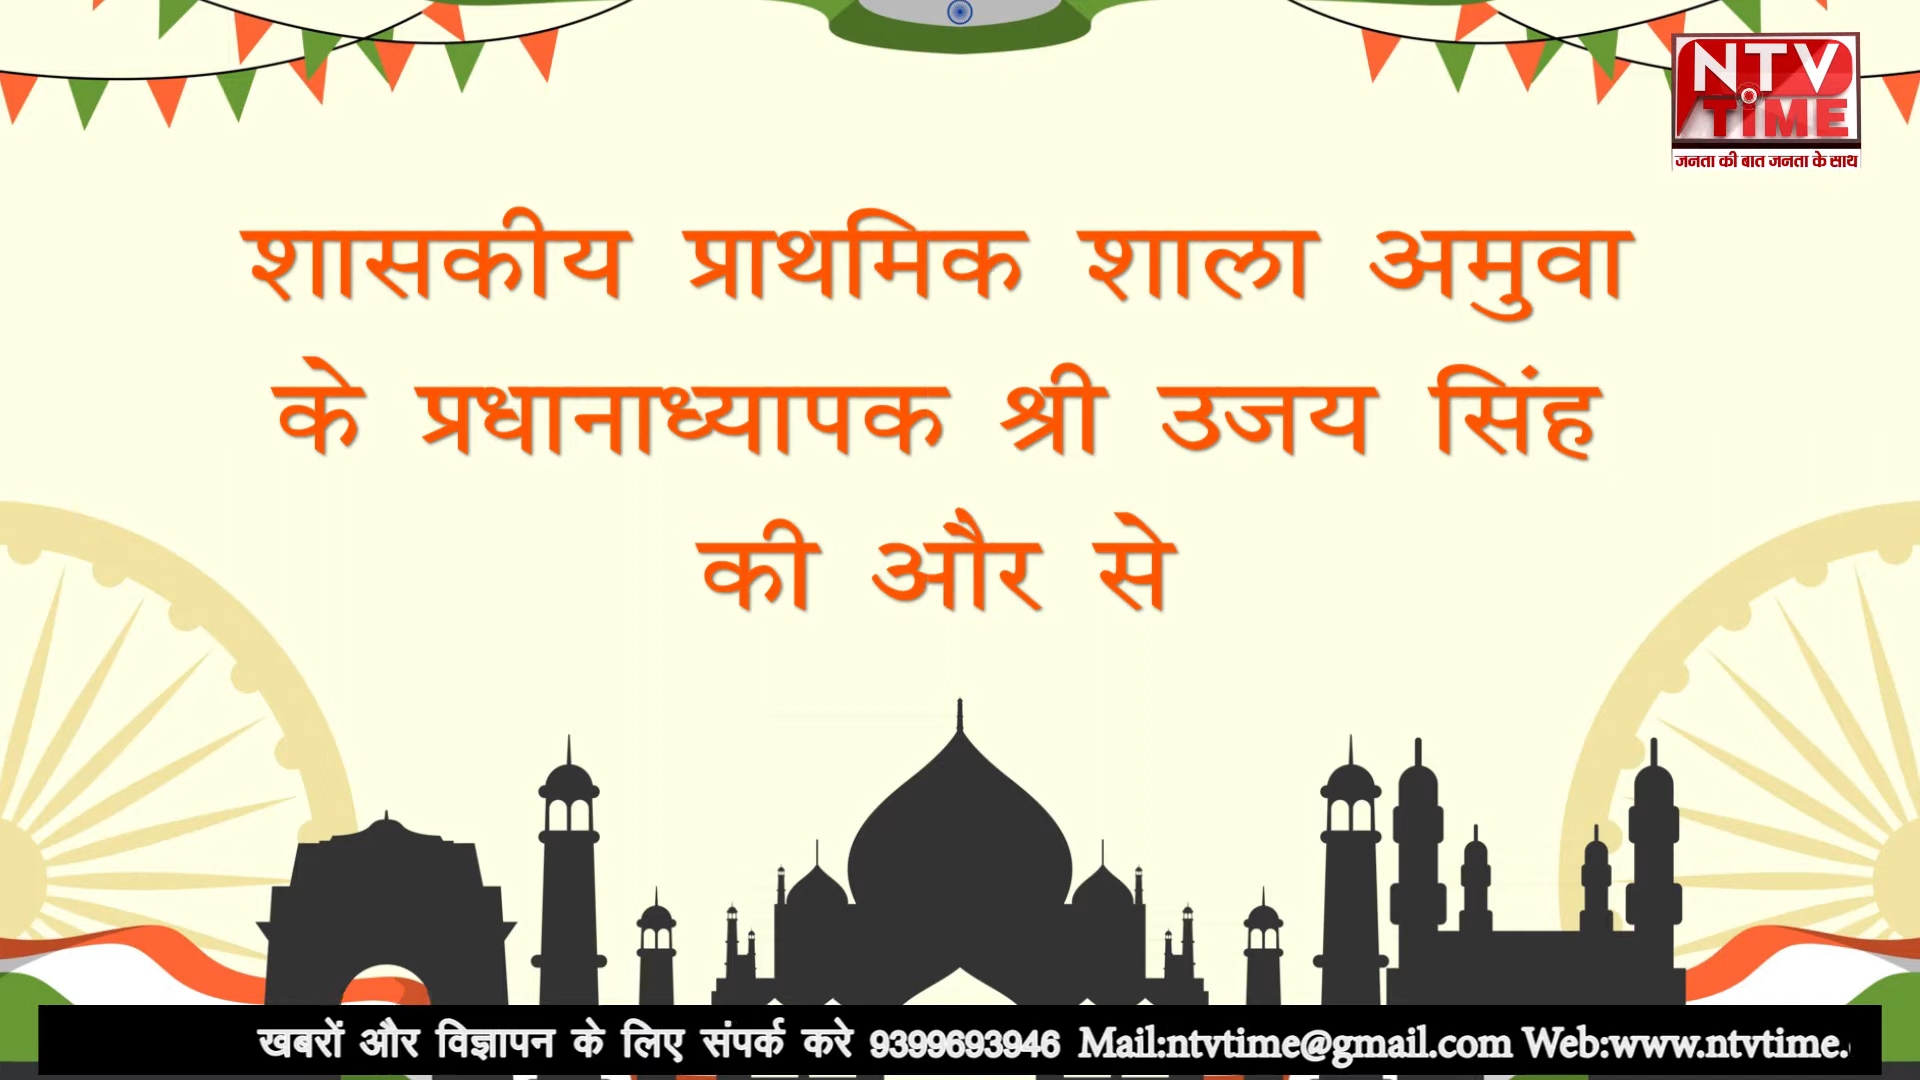 NTV
TiME
जनता की बात जनता के साथ
शासकीय प्राथमिक शाला अमुवा
के प्रधानाध्यापक श्री उजय सिंह
की और से
खबरों और विज्ञापन के लिए संपर्क करे 9399693946 Mail:ntvtime@gmail.com Web:www.ntvtime.